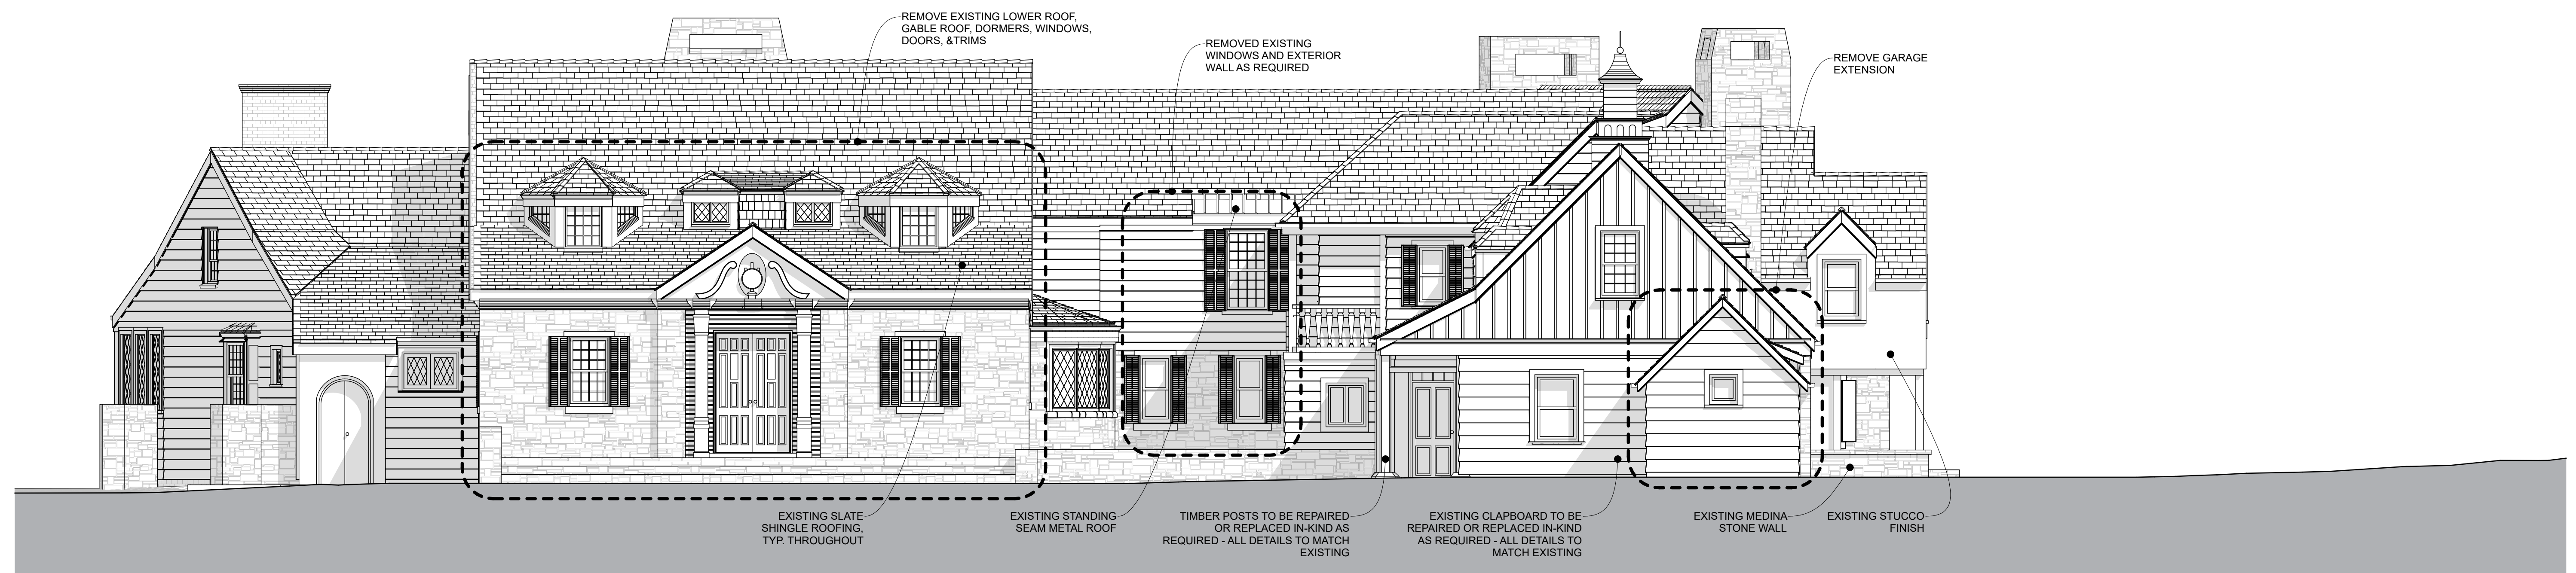 REMOVE EXISTING LOWER ROOF,
GABLE ROOF, DORMERS, WINDOWS,
DOORS, &TRIMS
REMOVED EXISTING
WINDOWS AND EXTERIOR
WALL AS REQUIRED
REMOVE GARAGE
EXTENSION
EXISTING SLATE
SHINGLE ROOFING,
TYP. THROUGHOUT
EXISTING STANDING
SEAM METAL ROOF
TIMBER POSTS TO BE REPAIRED
OR REPLACED IN-KIND AS
REQUIRED - ALL DETAILS TO MATCH
EXISTING
EXISTING CLAPBOARD TO BE
REPAIRED OR REPLACED IN-KIND
AS REQUIRED - ALL DETAILS TO
MATCH EXISTING
EXISTING MEDINA
STONE WALL
EXISTING STUCCO
FINISH